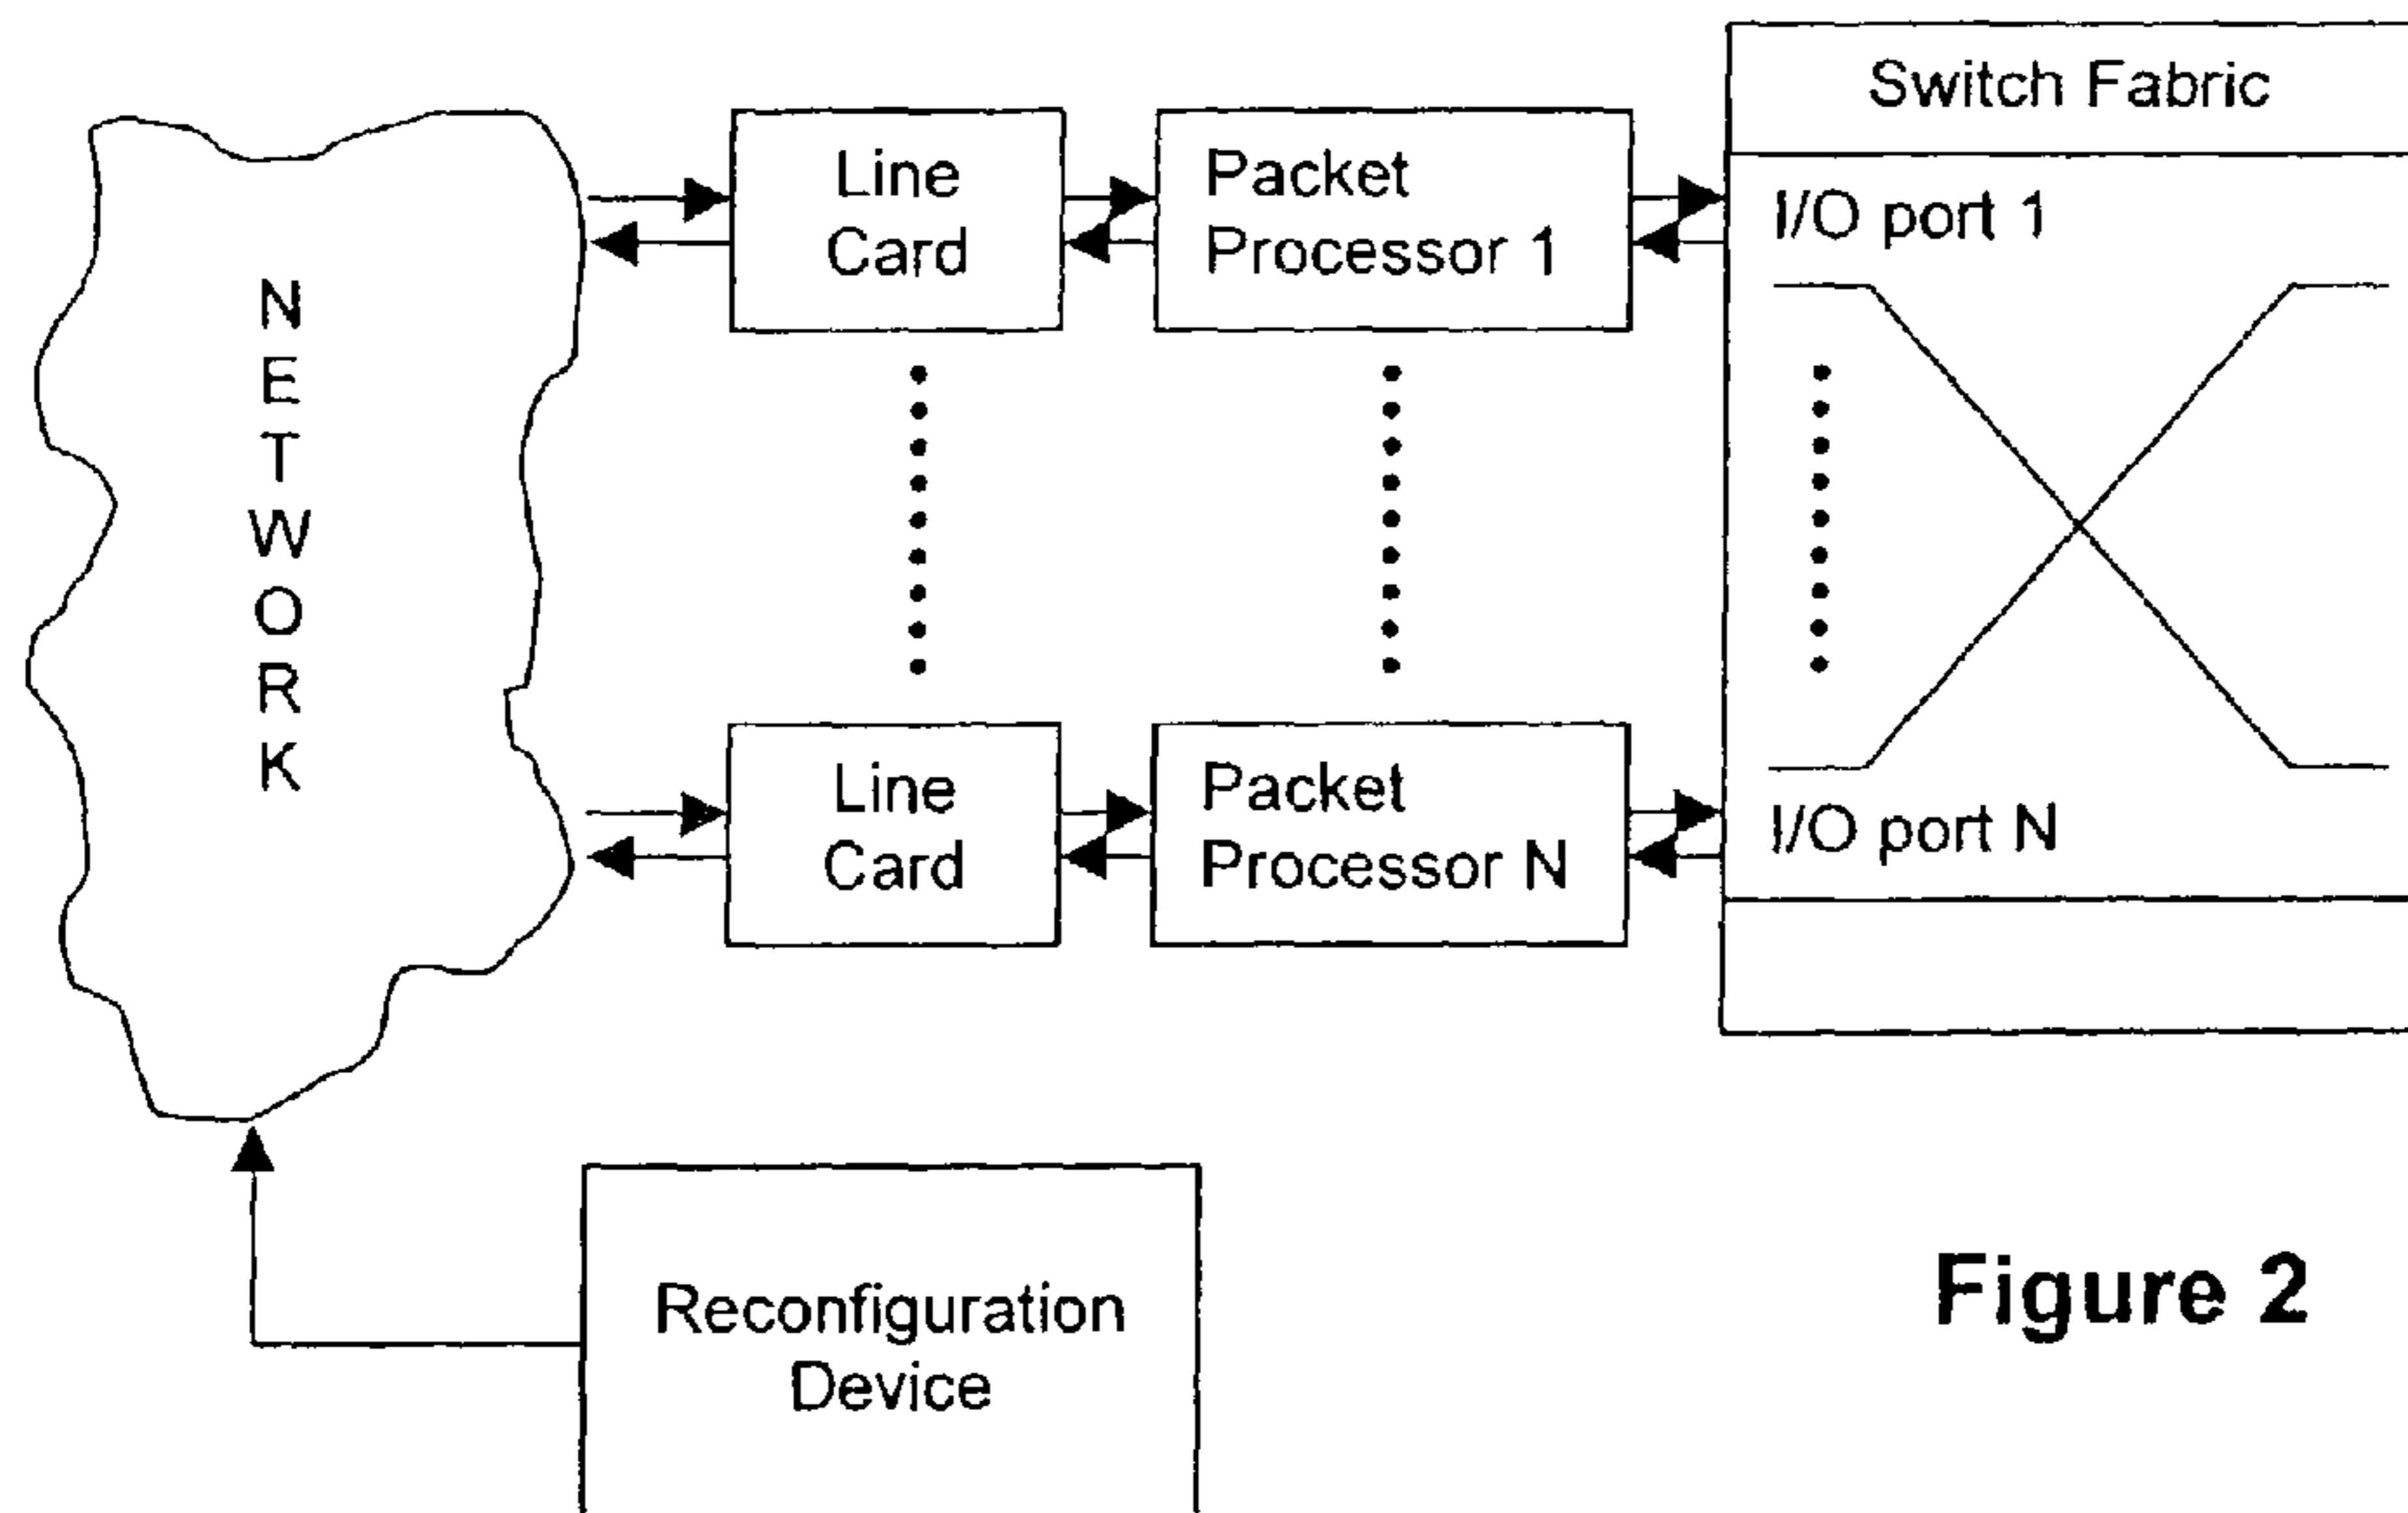 Switch Fabric
Line
Card
Packet
Processor 1
I/O port 1
N
E
T
W
O
R
K
Line
Card
Packet
Processor N
I/O port N
Reconfiguration
Device
Figure 2